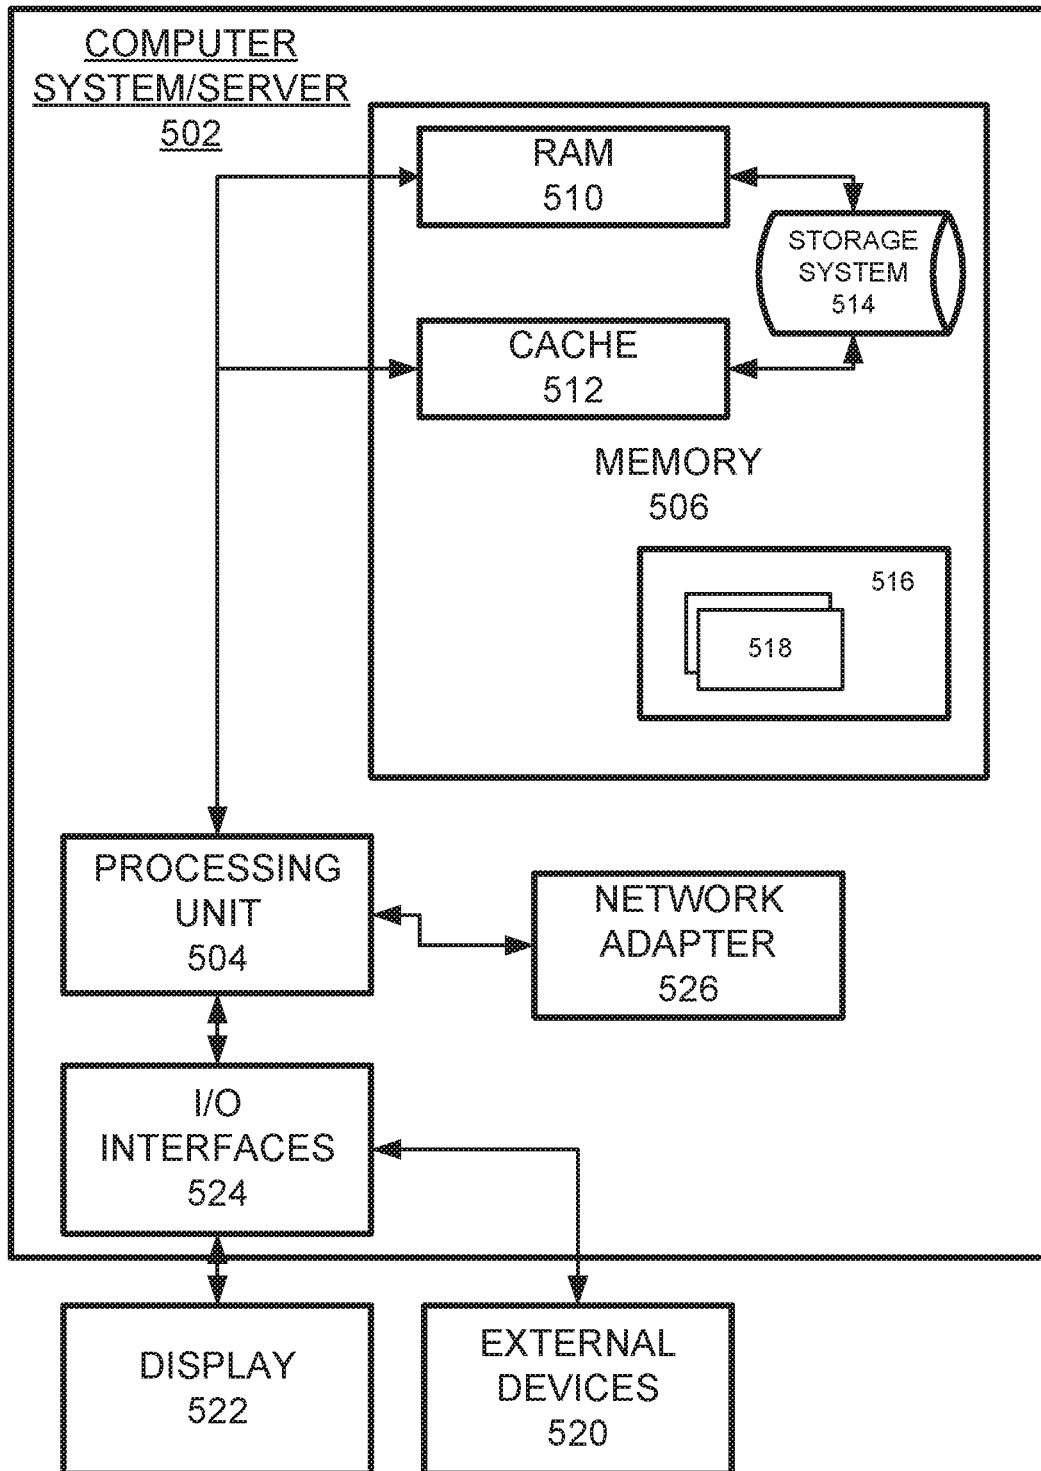 COMPUTER
SYSTEM/SERVER
502
RAM
510
STORAGE
SYSTEM
514
CACHE
512
MEMORY
506
516
518
PROCESSING
UNIT
504
NETWORK
ADAPTER
526
I/O
INTERFACES
524
DISPLAY
522
EXTERNAL
DEVICES
520